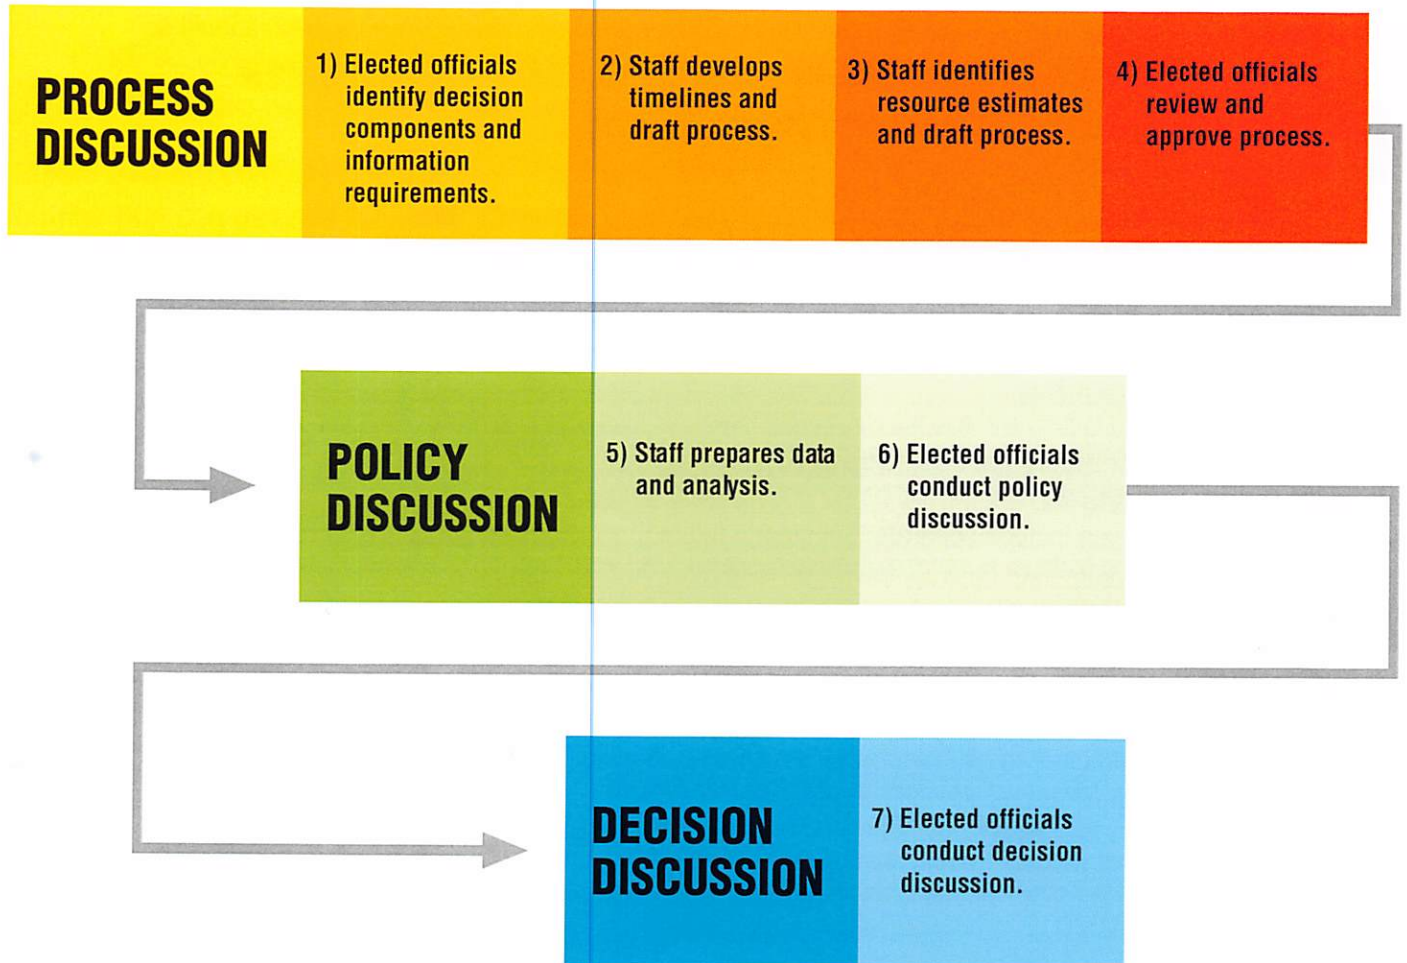 PROCESS
DISCUSSION
1) Elected officials
identify decision
components and
information
requirements.
2) Staff develops
timelines and
draft process.
3) Staff identifies
resource estimates
and draft process.
4) Elected officials
review and
approve process.
POLICY
DISCUSSION
5) Staff prepares data
and analysis.
6) Elected officials
conduct policy
discussion.
DECISION
DISCUSSION
7) Elected officials
conduct decision
discussion.